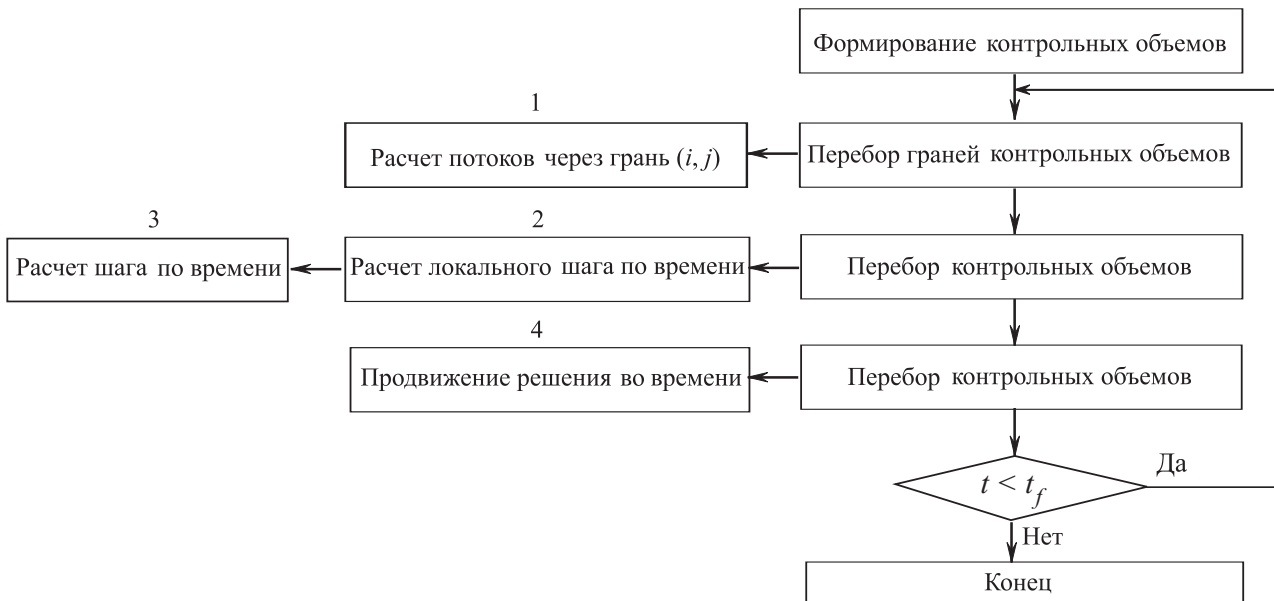 Формирование контрольных объемов
1
Расчет потоков через грань (i, j)
Перебор граней контрольных объемов
3
2
Расчет шага по времени
Расчет локального шага по времени
Перебор контрольных объемов
4
Продвижение решения во времени
Перебор контрольных объемов
t < t_f
Да
Нет
Конец